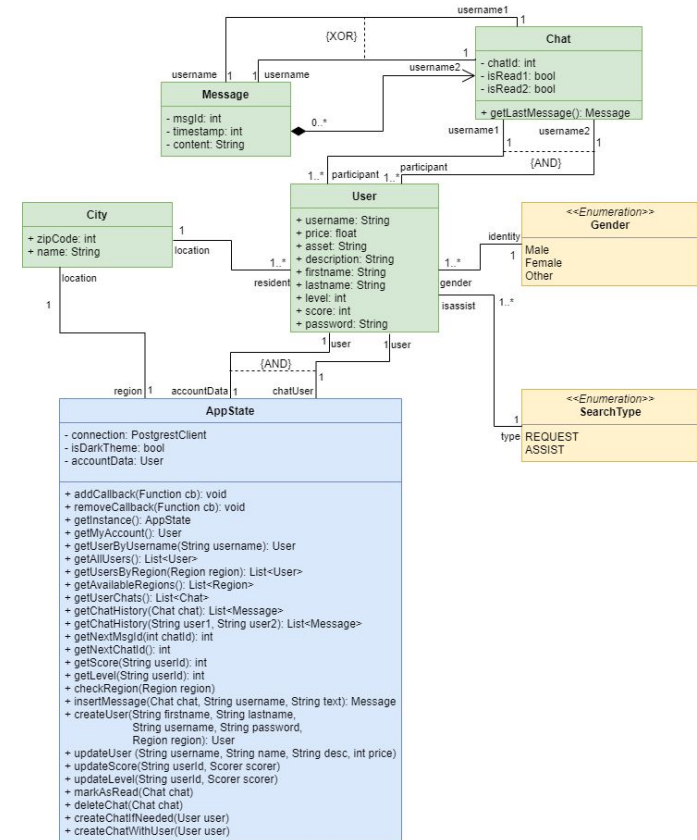 username1
1
{XOR}
Chat
- chatId: int
- isRead1: bool
- isRead2: bool
+ getLastMessage(): Message
1
username2
username 1 1 username
Message
- msgId: int
- timestamp: int
- content: String
0..*
username1 username2
1 1
{AND}
1..* participant 1..* participant
User
+ username: String
+ price: float
+ asset: String
+ description: String
+ firstname: String
+ lastname: String
+ level: int
+ score: int
+ password: String
City
+ zipCode: int
+ name: String
1
location
1..*
resident
<<Enumeration>>
Gender
Male
Female
Other
identity
1
1..*
gender
isassist 1..*
location
1
<<Enumeration>>
SearchType
REQUEST
ASSIST
1
type
1 user 1 user
{AND}
1
region 1 accountData 1 chatUser
AppState
- connection: PostgrestClient
- isDarkTheme: bool
- accountData: User
+ addCallback(Function cb): void
+ removeCallback(Function cb): void
+ getInstance(): AppState
+ getMyAccount(): User
+ getUserByUsername(String username): User
+ getAllUsers(): List<User>
+ getUsersByRegion(Region region): List<User>
+ getAvailableRegions(): List<Region>
+ getUserChats(): List<Chat>
+ getChatHistory(Chat chat): List<Message>
+ getChatHistory(String user1, String user2): List<Message>
+ getNextMsgId(int chatId): int
+ getNextChatId(): int
+ getScore(String userId): int
+ getLevel(String userId): int
+ checkRegion(Region region)
+ insertMessage(Chat chat, String username, String text): Message
+ createUser(String firstname, String lastname,
String username, String password,
Region region): User
+ updateUser (String username, String name, String desc, int price)
+ updateScore(String userId, Scorer scorer)
+ updateLevel(String userId, Scorer scorer)
+ markAsRead(Chat chat)
+ deleteChat(Chat chat)
+ createChatIfNeeded(User user)
+ createChatWithUser(User user)